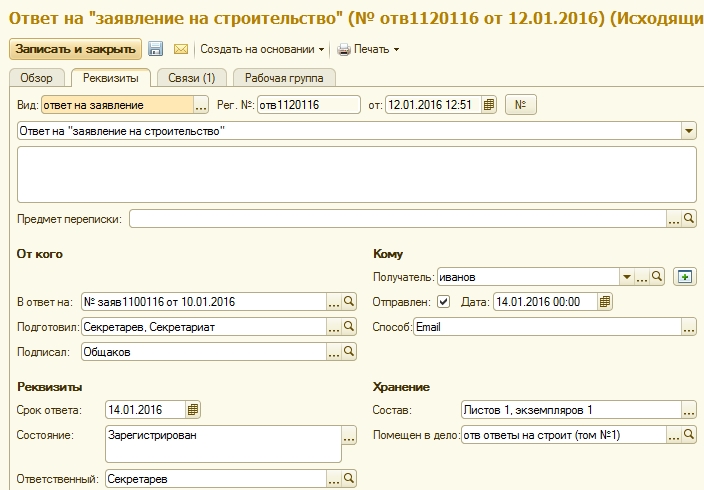 Ответ на "заявление на строительство" (№ отв1120116 от 12.01.2016) (Исходящи
Записать и закрыть Создать на основании Печать
Обзор Реквизиты Связи (1) Рабочая группа
Вид: ответ на заявление ... Рег. №: отв1120116 от: 12.01.2016 12:51 №
Ответ на "заявление на строительство"
Предмет переписки: ...
От кого Кому
Получатель: иванов ...
В ответ на: № заяв1100116 от 10.01.2016 ... Отправлен: Дата: 14.01.2016 00:00
Подготовил: Секретарев, Секретариат ... Способ: Email ...
Подписал: Общаков ...
Реквизиты Хранение
Срок ответа: 14.01.2016 Состав: Листов 1, экземпляров 1 ...
Состояние: Зарегистрирован ... Помещен в дело: отв ответы на строит (том №1) ...
Ответственный: Секретарев ...